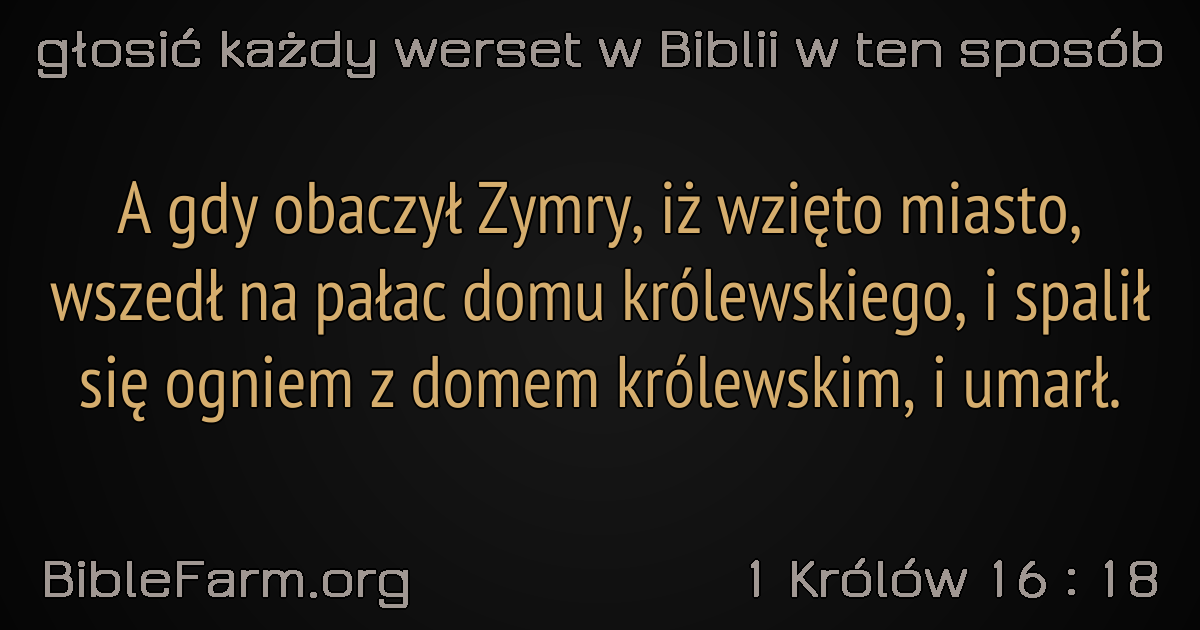 głosić każdy werset w Biblii w ten sposób
A gdy obaczył Zymry, iż wzięto miasto,
wszedł na pałac domu królewskiego, i spalił
się ogniem z domem królewskim, i umarł.
BibleFarm.org
1 Królów 16 : 18